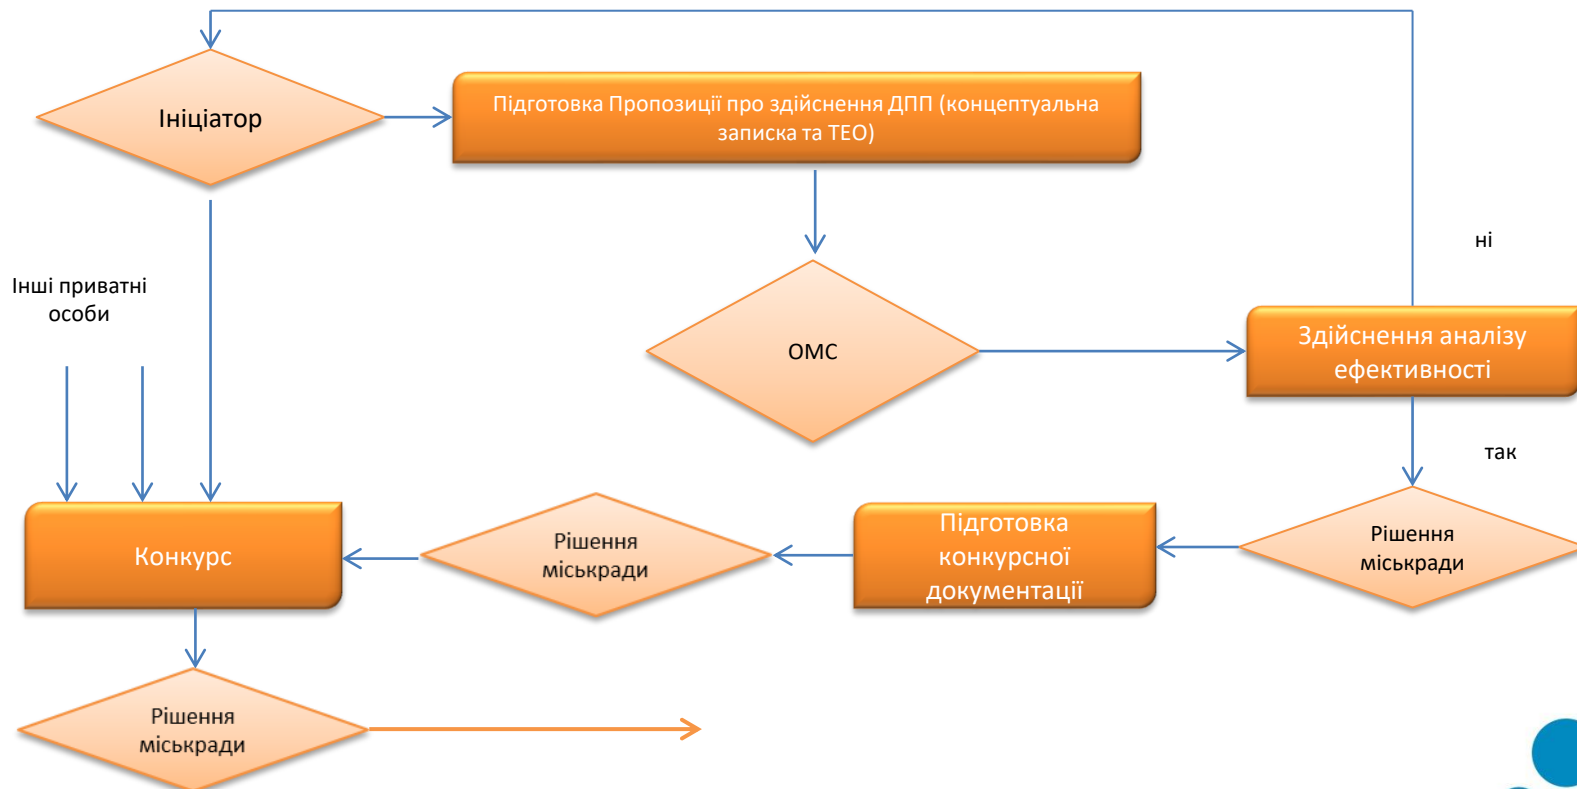 Ініціатор
Підготовка Пропозиції про здійснення ДПП (концептуальна
записка та ТЕО)
ні
Інші приватні
особи
ОМС
Здійснення аналізу
ефективності
так
Рішення
міськради
Підготовка
конкурсної
документації
Рішення
міськради
Конкурс
Рішення
міськради